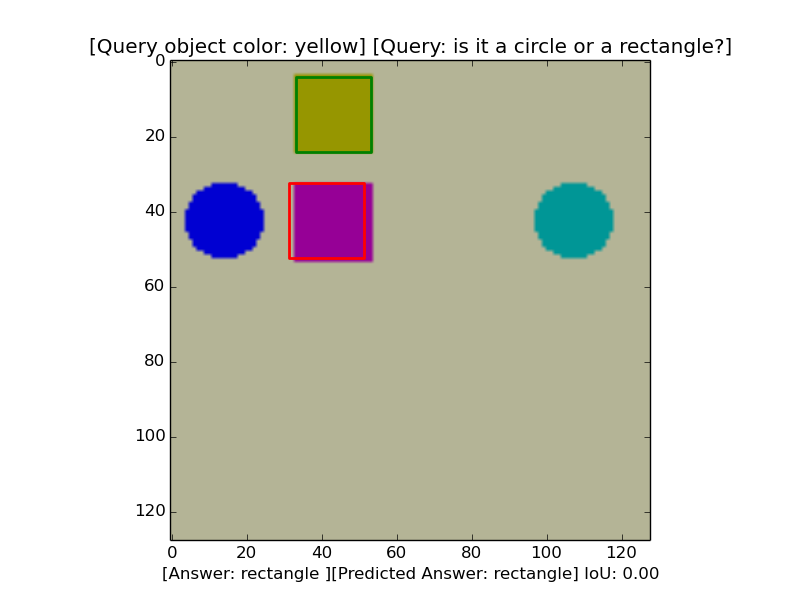 [Query object color: yellow] [Query: is it a circle or a rectangle?]
0
20
40
60
80
100
120
0 20 40 60 80 100 120
[Answer: rectangle ][Predicted Answer: rectangle] IoU: 0.00